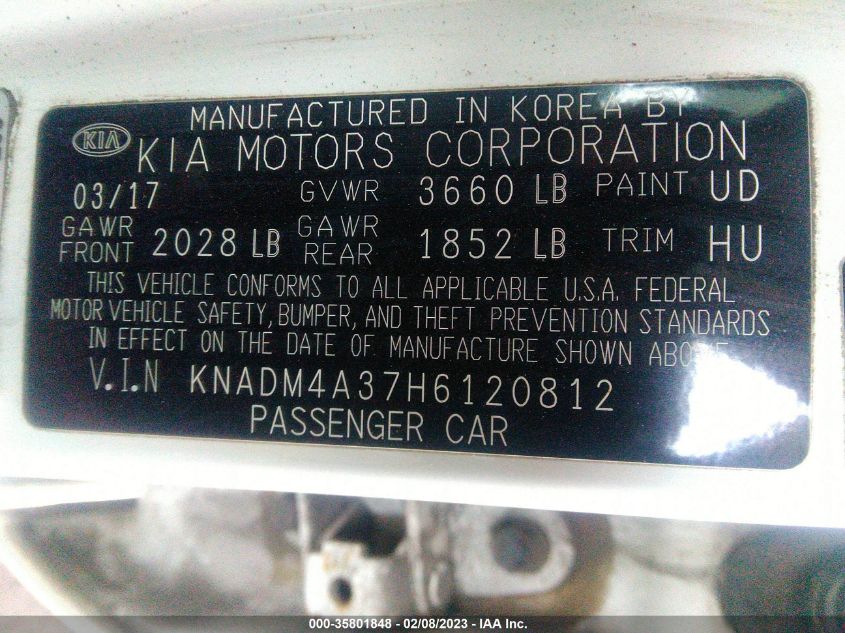 MANUFACTURED IN KOREA BY
KIA
KIA MOTORS CORPORATION
03/17 GVWR 3660 LB PAINT UD
GAWR FRONT 2028 LB GAWR REAR 1852 LB TRIM HU
THIS VEHICLE CONFORMS TO ALL APPLICABLE U.S.A. FEDERAL
MOTOR VEHICLE SAFETY, BUMPER, AND THEFT PREVENTION STANDARDS
IN EFFECT ON THE DATE OF MANUFACTURE SHOWN ABOVE
V.I.N KNADM4A37H6120812
PASSENGER CAR
000-35801848 - 02/08/2023 - IAA Inc.